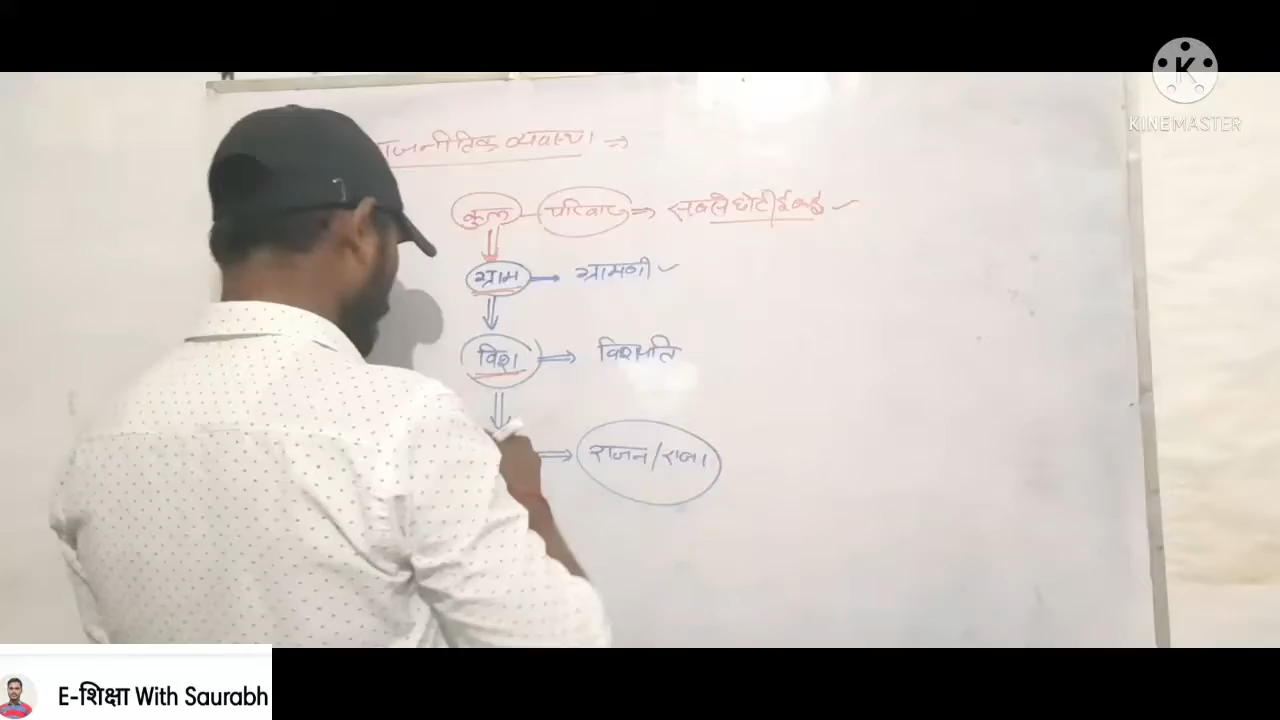 KINEMASTER
राजनीतिक व्यवस्था ⇒
कुल - परिवार ⇒ सबसे छोटी इकाई
ग्राम → ग्रामणी
विश ⇒ विशपति
⇒ राजन/राजा
E-शिक्षा With Saurabh